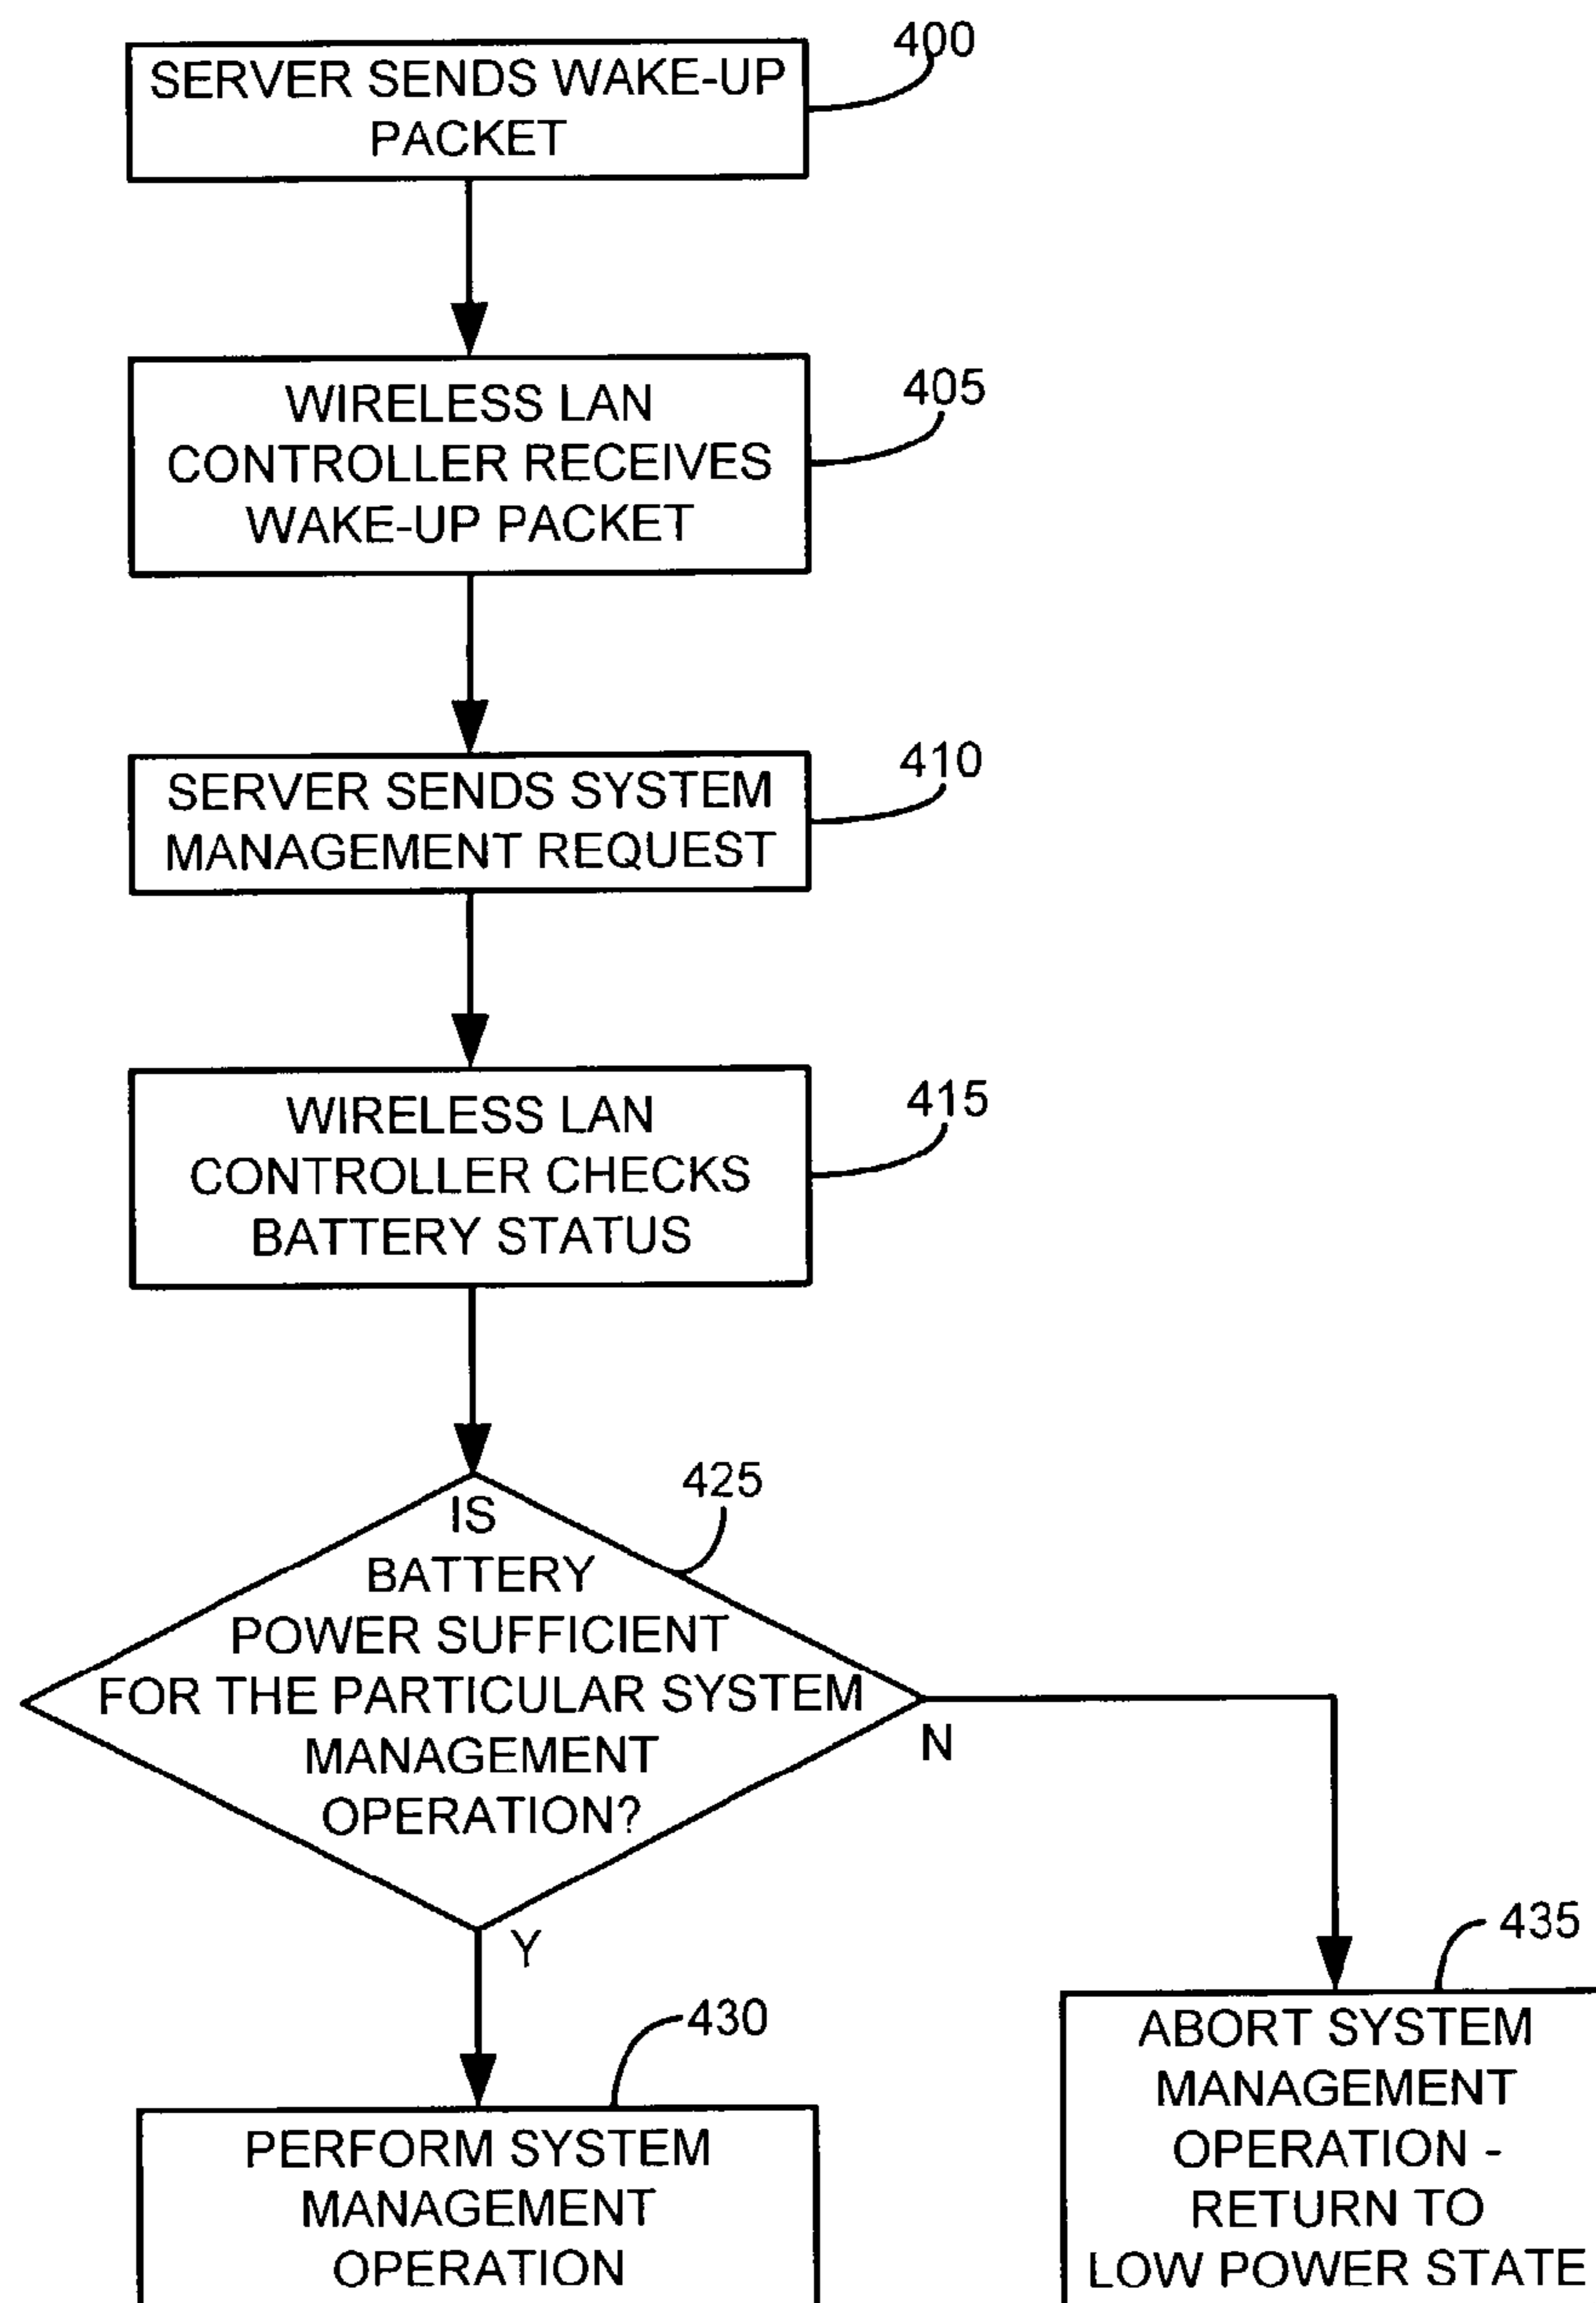 400
SERVER SENDS WAKE-UP
PACKET
405
WIRELESS LAN
CONTROLLER RECEIVES
WAKE-UP PACKET
410
SERVER SENDS SYSTEM
MANAGEMENT REQUEST
415
WIRELESS LAN
CONTROLLER CHECKS
BATTERY STATUS
425
IS
BATTERY
POWER SUFFICIENT
FOR THE PARTICULAR SYSTEM
MANAGEMENT
OPERATION?
N
Y
430
PERFORM SYSTEM
MANAGEMENT
OPERATION
435
ABORT SYSTEM
MANAGEMENT
OPERATION -
RETURN TO
LOW POWER STATE